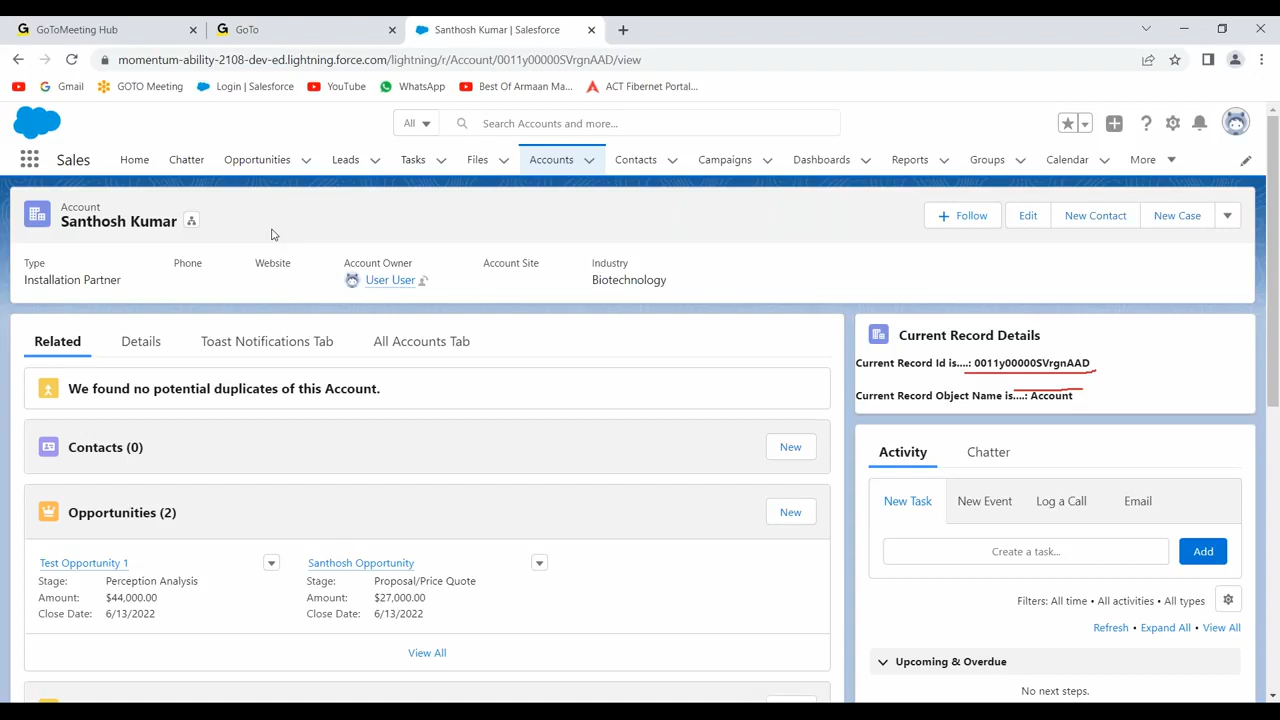 GoToMeeting Hub
GoTo
Santhosh Kumar | Salesforce
momentum-ability-2108-dev-ed.lightning.force.com/lightning/r/Account/0011y00000SVrgnAAD/view
Gmail
GOTO Meeting
Login | Salesforce
YouTube
WhatsApp
Best Of Armaan Ma...
ACT Fibernet Portal...
All
Search Accounts and more...
Sales
Home
Chatter
Opportunities
Leads
Tasks
Files
Accounts
Contacts
Campaigns
Dashboards
Reports
Groups
Calendar
More
Account
Santhosh Kumar
+ Follow
Edit
New Contact
New Case
Type
Phone
Website
Account Owner
Account Site
Industry
Installation Partner
User User
Biotechnology
Related
Details
Toast Notifications Tab
All Accounts Tab
We found no potential duplicates of this Account.
Contacts (0)
New
Opportunities (2)
New
Test Opportunity 1
Stage: Perception Analysis
Amount: $44,000.00
Close Date: 6/13/2022
Santhosh Opportunity
Stage: Proposal/Price Quote
Amount: $27,000.00
Close Date: 6/13/2022
View All
Current Record Details
Current Record Id is....: 0011y00000SVrgnAAD
Current Record Object Name is....: Account
Activity
Chatter
New Task
New Event
Log a Call
Email
Create a task...
Add
Filters: All time • All activities • All types
Refresh • Expand All • View All
Upcoming & Overdue
No next steps.